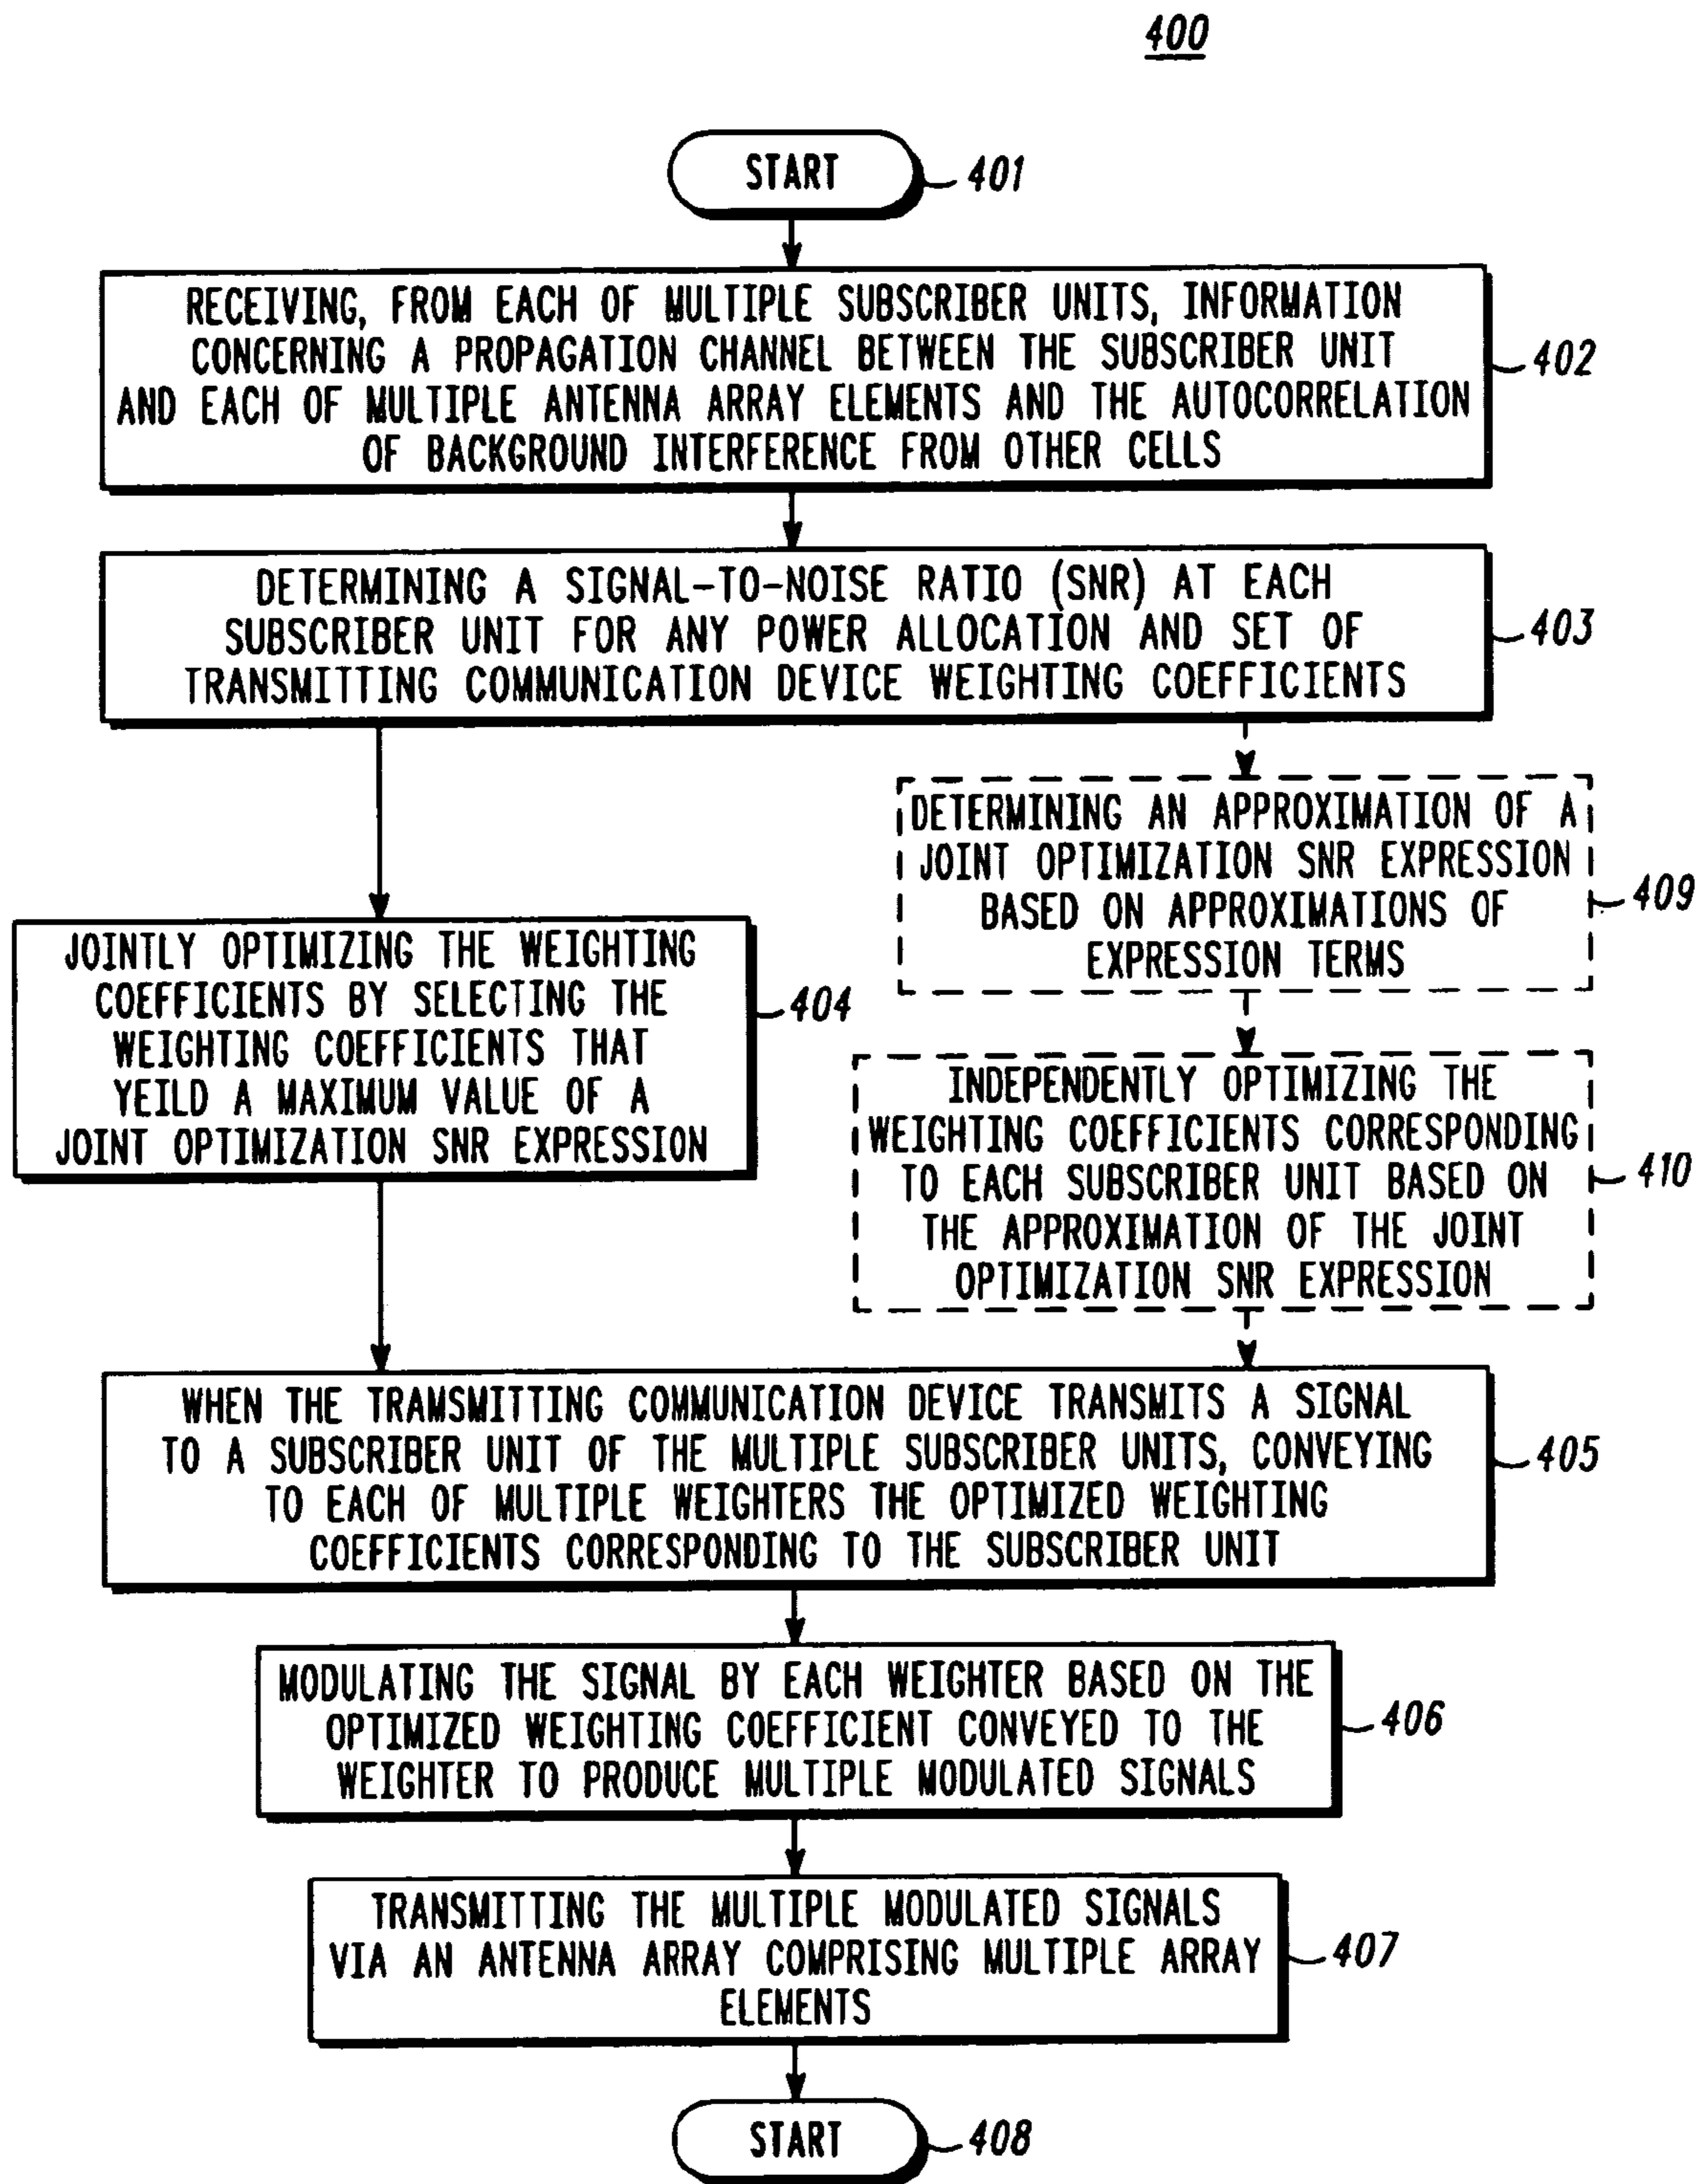 400
START
401
RECEIVING, FROM EACH OF MULTIPLE SUBSCRIBER UNITS, INFORMATION
CONCERNING A PROPAGATION CHANNEL BETWEEN THE SUBSCRIBER UNIT
AND EACH OF MULTIPLE ANTENNA ARRAY ELEMENTS AND THE AUTOCORRELATION
OF BACKGROUND INTERFERENCE FROM OTHER CELLS
402
DETERMINING A SIGNAL-TO-NOISE RATIO (SNR) AT EACH
SUBSCRIBER UNIT FOR ANY POWER ALLOCATION AND SET OF
TRANSMITTING COMMUNICATION DEVICE WEIGHTING COEFFICIENTS
403
JOINTLY OPTIMIZING THE WEIGHTING
COEFFICIENTS BY SELECTING THE
WEIGHTING COEFFICIENTS THAT
YEILD A MAXIMUM VALUE OF A
JOINT OPTIMIZATION SNR EXPRESSION
404
DETERMINING AN APPROXIMATION OF A
JOINT OPTIMIZATION SNR EXPRESSION
BASED ON APPROXIMATIONS OF
EXPRESSION TERMS
409
INDEPENDENTLY OPTIMIZING THE
WEIGHTING COEFFICIENTS CORRESPONDING
TO EACH SUBSCRIBER UNIT BASED ON
THE APPROXIMATION OF THE JOINT
OPTIMIZATION SNR EXPRESSION
410
WHEN THE TRAMSMITTING COMMUNICATION DEVICE TRANSMITS A SIGNAL
TO A SUBSCRIBER UNIT OF THE MULTIPLE SUBSCRIBER UNITS, CONVEYING
TO EACH OF MULTIPLE WEIGHTERS THE OPTIMIZED WEIGHTING
COEFFICIENTS CORRESPONDING TO THE SUBSCRIBER UNIT
405
MODULATING THE SIGNAL BY EACH WEIGHTER BASED ON THE
OPTIMIZED WEIGHTING COEFFICIENT CONVEYED TO THE
WEIGHTER TO PRODUCE MULTIPLE MODULATED SIGNALS
406
TRANSMITTING THE MULTIPLE MODULATED SIGNALS
VIA AN ANTENNA ARRAY COMPRISING MULTIPLE ARRAY
ELEMENTS
407
START
408